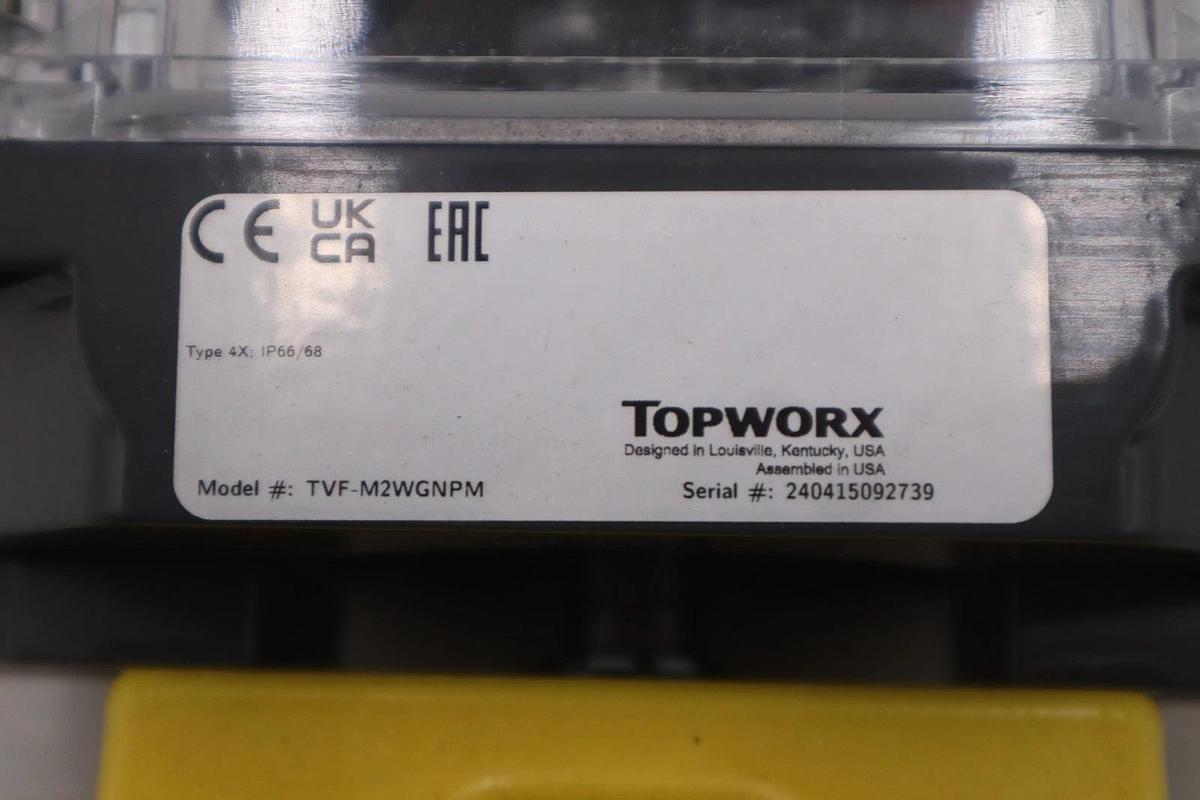 CE UK CA EAC
Type 4X; IP66/68
TOPWORX
Designed in Louisville, Kentucky, USA
Assembled in USA
Model #: TVF-M2WGNPM Serial #: 240415092739